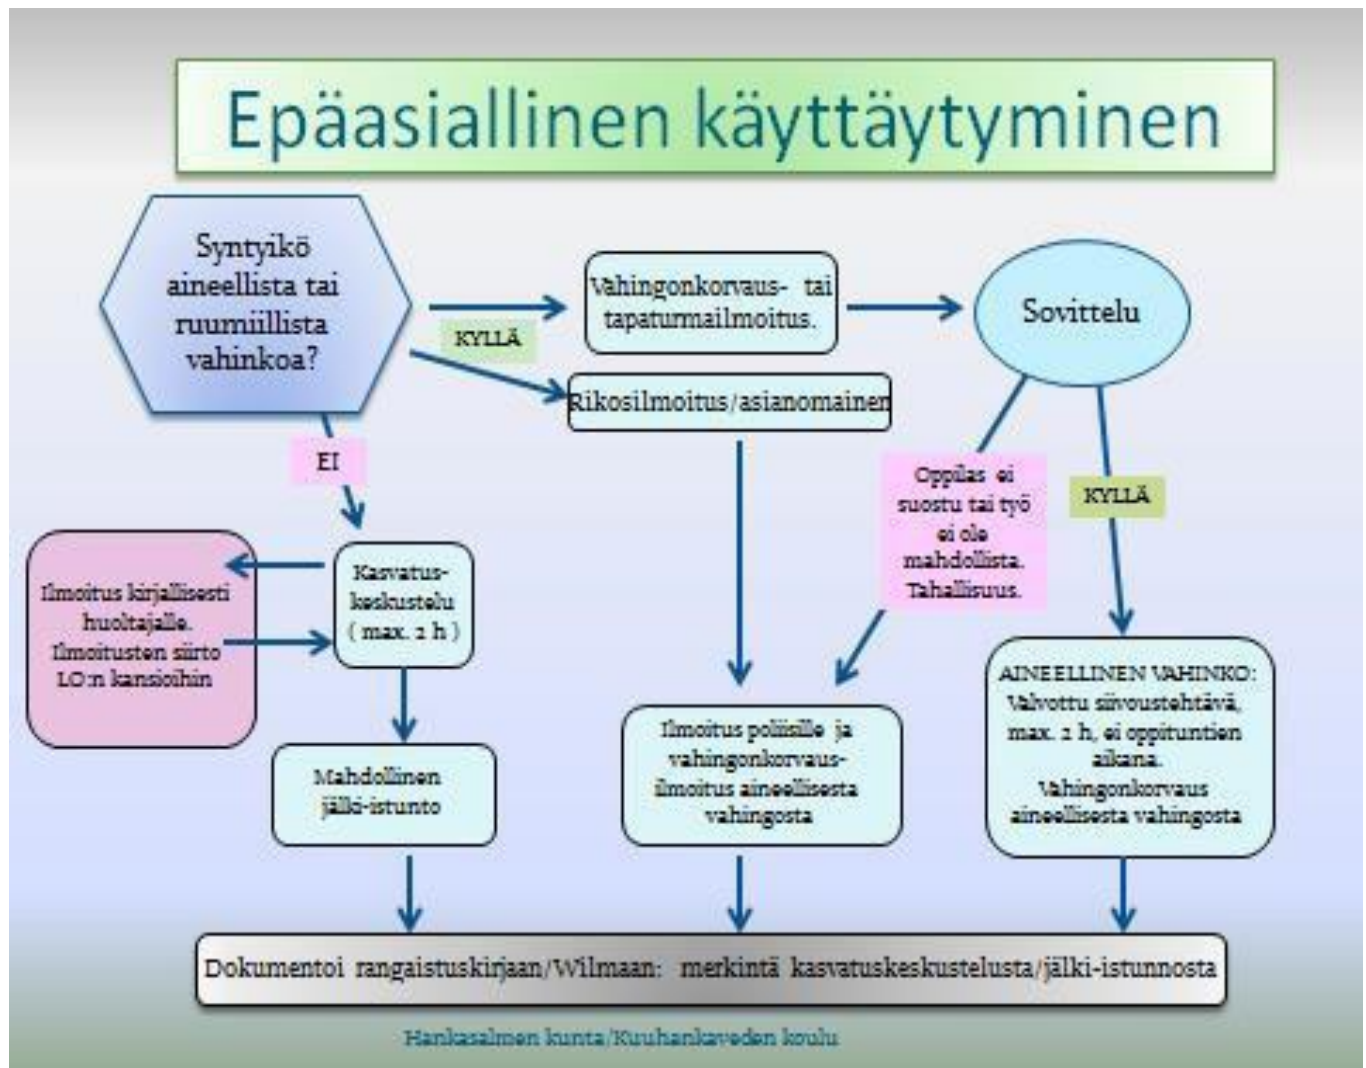 Epäasiallinen käyttäytyminen
Syntyikö
aineellista tai
ruumiillista
vahinkoa?
KYLLÄ
Vahingonkorvaus- tai
tapaturmailmoitus.
Sovittelu
Rikosilmoitus/asianomainen
EI
Oppilas ei
suostu tai työ
ei ole
mahdollista.
Tahallisuus.
KYLLÄ
Ilmoitus kirjallisesti
huoltajalle.
Ilmoitusten siirto
LO:n kansioihin
Kasvatus-
keskustelu
( max. 2 h )
Mahdollinen
jälki-istunto
Ilmoitus poliisille ja
vahingonkorvaus-
ilmoitus aineellisesta
vahingosta
AINEELLINEN VAHINKO:
Valvottu siivoustehtävä,
max. 2 h, ei oppituntien
aikana.
Vahingonkorvaus
aineellisesta vahingosta
Dokumentoi rangaistuskirjaan/Wilmaan: merkintä kasvatuskeskustelusta/jälki-istunnosta
Hankasalmen kunta/Kuuhankaveden koulu